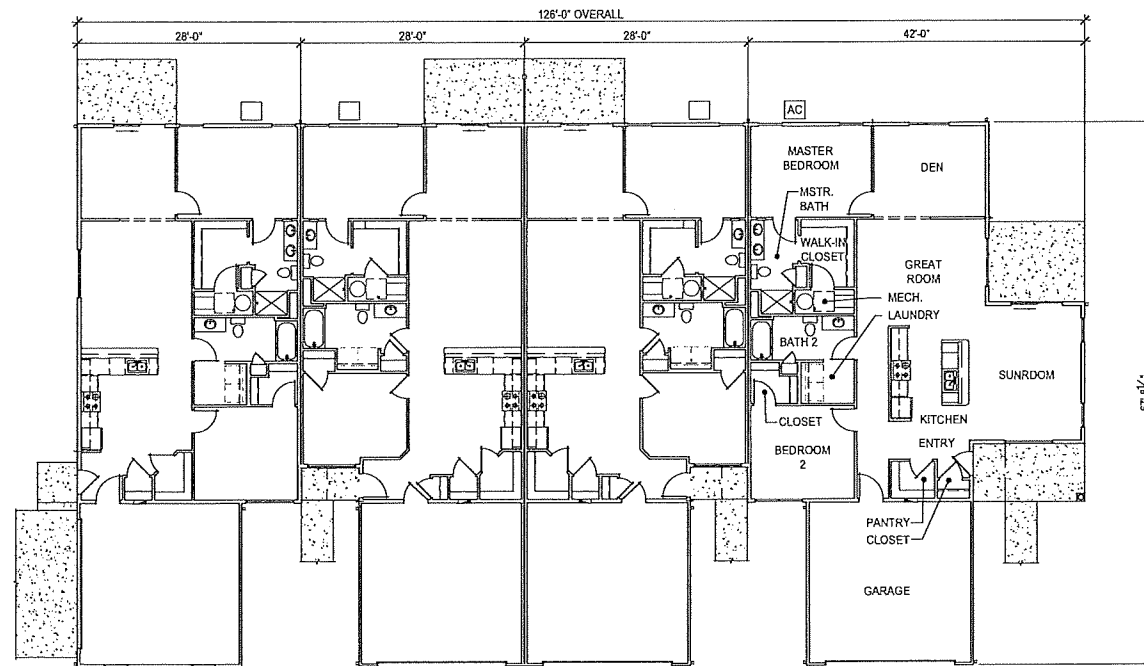 126'-0" OVERALL
28'-0"
28'-0"
28'-0"
42'-0"
AC
MASTER
BEDROOM
DEN
MSTR.
BATH
WALK-IN
CLOSET
GREAT
ROOM
MECH.
LAUNDRY
BATH 2
SUNROOM
KITCHEN
CLOSET
ENTRY
BEDROOM
2
PANTRY
CLOSET
GARAGE